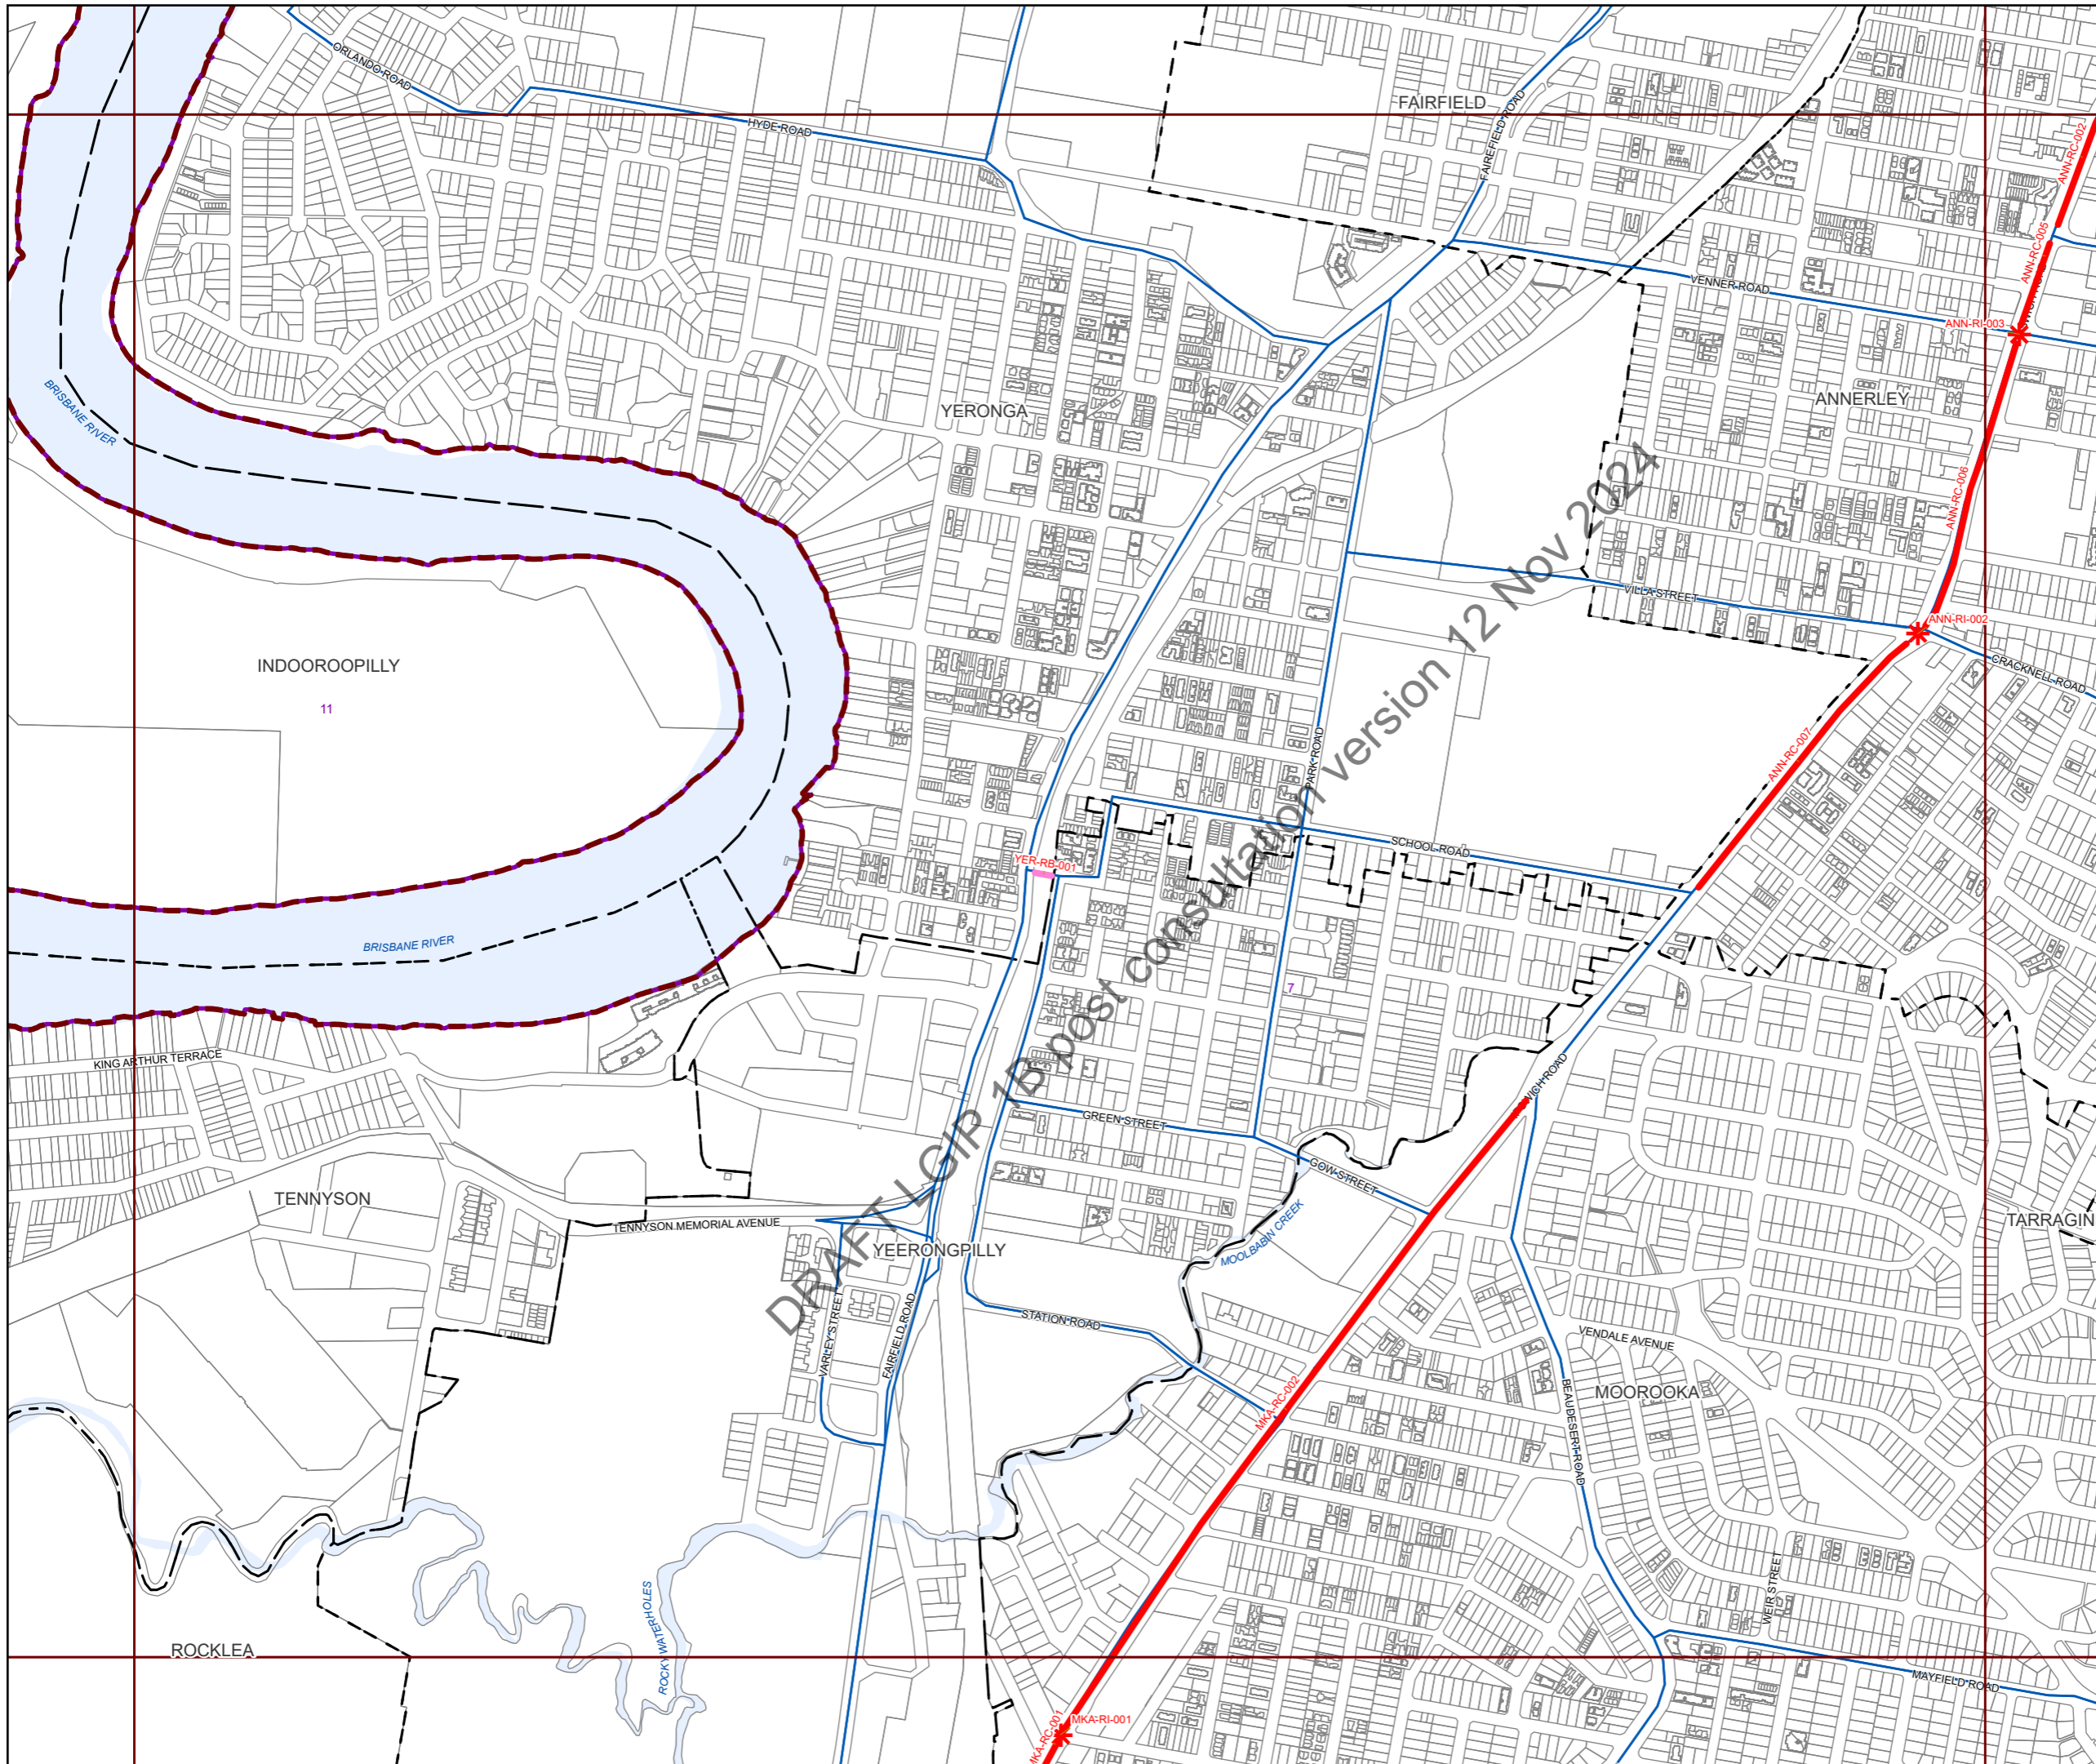 ORLANDO ROAD
HYDE ROAD
FAIRFIELD
FAIREFIELD ROAD
ANN-RC-002
ANN-RC-005
VENNER ROAD
ANN-RI-003
BRISBANE RIVER
YERONGA
ANNERLEY
ANN-RC-006
VILLA STREET
ANN-RI-002
CRACKNELL ROAD
INDOOROOPILLY
11
PARK ROAD
ANN-RC-007
SCHOOL ROAD
YER-RB-001
BRISBANE RIVER
7
KING ARTHUR TERRACE
WICH ROAD
GREEN STREET
GOW STREET
TENNYSON
TENNYSON MEMORIAL AVENUE
YEERONGPILLY
MOOLBABIN CREEK
TARRAGIN
STATION ROAD
VARLEY STREET
FAIRFIELD ROAD
VENDALE AVENUE
MOOROOKA
MKA-RC-002
BEAUDESERT ROAD
WEIR STREET
ROCKY WATERHOLES
ROCKLEA
MAYFIELD ROAD
MKA-RI-001
MKA-RC-001
DRAFT LGIP 1B post consultation version 12 Nov 2024